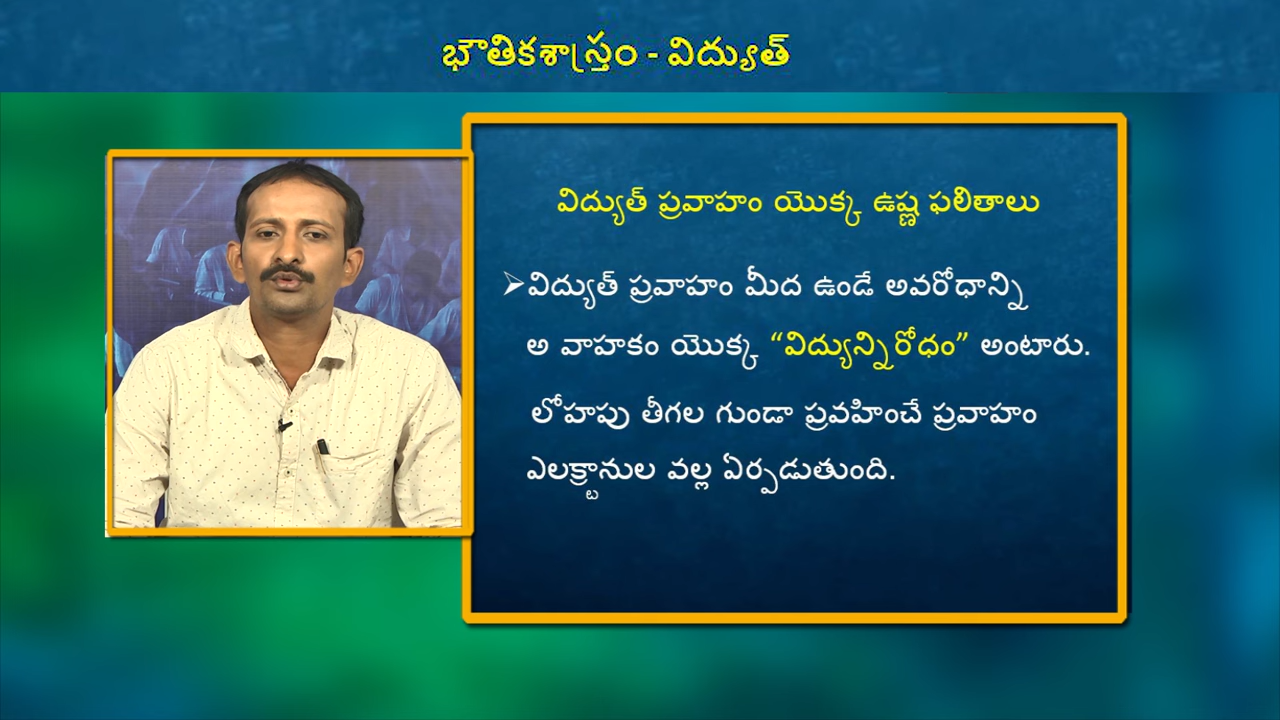 భౌతికశాస్త్రం - విద్యుత్
విద్యుత్ ప్రవాహం యొక్క ఉష్ణ ఫలితాలు
➢విద్యుత్ ప్రవాహం మీద ఉండే అవరోధాన్ని
అ వాహకం యొక్క “విద్యున్నిరోధం” అంటారు.
లోహపు తీగల గుండా ప్రవహించే ప్రవాహం
ఎలక్ట్రానుల వల్ల ఏర్పడుతుంది.